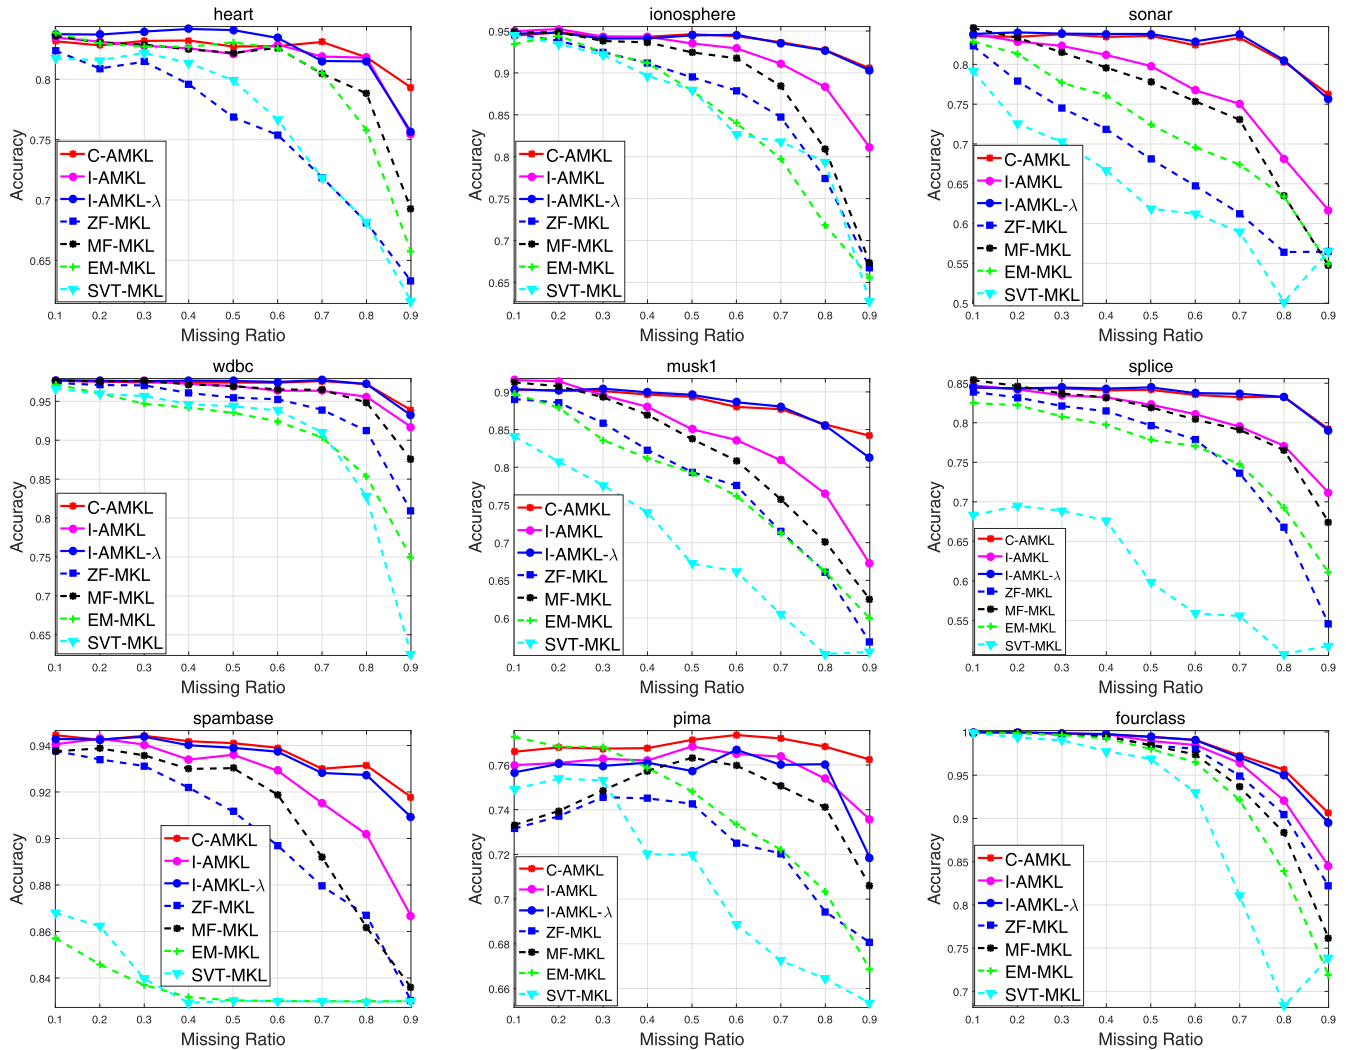 heart
0.8
0.75
0.7
0.65
Accuracy
C-AMKL
I-AMKL
I-AMKL-λ
ZF-MKL
MF-MKL
EM-MKL
SVT-MKL
0.1 0.2 0.3 0.4 0.5 0.6 0.7 0.8 0.9
Missing Ratio
ionosphere
0.95
0.9
0.85
0.8
0.75
0.7
0.65
Accuracy
C-AMKL
I-AMKL
I-AMKL-λ
ZF-MKL
MF-MKL
EM-MKL
SVT-MKL
0.1 0.2 0.3 0.4 0.5 0.6 0.7 0.8 0.9
Missing Ratio
sonar
0.8
0.75
0.7
0.65
0.6
0.55
0.5
Accuracy
C-AMKL
I-AMKL
I-AMKL-λ
ZF-MKL
MF-MKL
EM-MKL
SVT-MKL
0.1 0.2 0.3 0.4 0.5 0.6 0.7 0.8 0.9
Missing Ratio
wdbc
0.95
0.9
0.85
0.8
0.75
0.7
0.65
Accuracy
C-AMKL
I-AMKL
I-AMKL-λ
ZF-MKL
MF-MKL
EM-MKL
SVT-MKL
0.1 0.2 0.3 0.4 0.5 0.6 0.7 0.8 0.9
Missing Ratio
musk1
0.9
0.85
0.8
0.75
0.7
0.65
0.6
Accuracy
C-AMKL
I-AMKL
I-AMKL-λ
ZF-MKL
MF-MKL
EM-MKL
SVT-MKL
0.1 0.2 0.3 0.4 0.5 0.6 0.7 0.8 0.9
Missing Ratio
splice
0.85
0.8
0.75
0.7
0.65
0.6
0.55
Accuracy
C-AMKL
I-AMKL
I-AMKL-λ
ZF-MKL
MF-MKL
EM-MKL
SVT-MKL
0.1 0.2 0.3 0.4 0.5 0.6 0.7 0.8 0.9
Missing Ratio
spambase
0.94
0.92
0.9
0.88
0.86
0.84
Accuracy
C-AMKL
I-AMKL
I-AMKL-λ
ZF-MKL
MF-MKL
EM-MKL
SVT-MKL
0.1 0.2 0.3 0.4 0.5 0.6 0.7 0.8 0.9
Missing Ratio
pima
0.76
0.74
0.72
0.7
0.68
0.66
Accuracy
C-AMKL
I-AMKL
I-AMKL-λ
ZF-MKL
MF-MKL
EM-MKL
SVT-MKL
0.1 0.2 0.3 0.4 0.5 0.6 0.7 0.8 0.9
Missing Ratio
fourclass
1
0.95
0.9
0.85
0.8
0.75
0.7
Accuracy
C-AMKL
I-AMKL
I-AMKL-λ
ZF-MKL
MF-MKL
EM-MKL
SVT-MKL
0.1 0.2 0.3 0.4 0.5 0.6 0.7 0.8 0.9
Missing Ratio